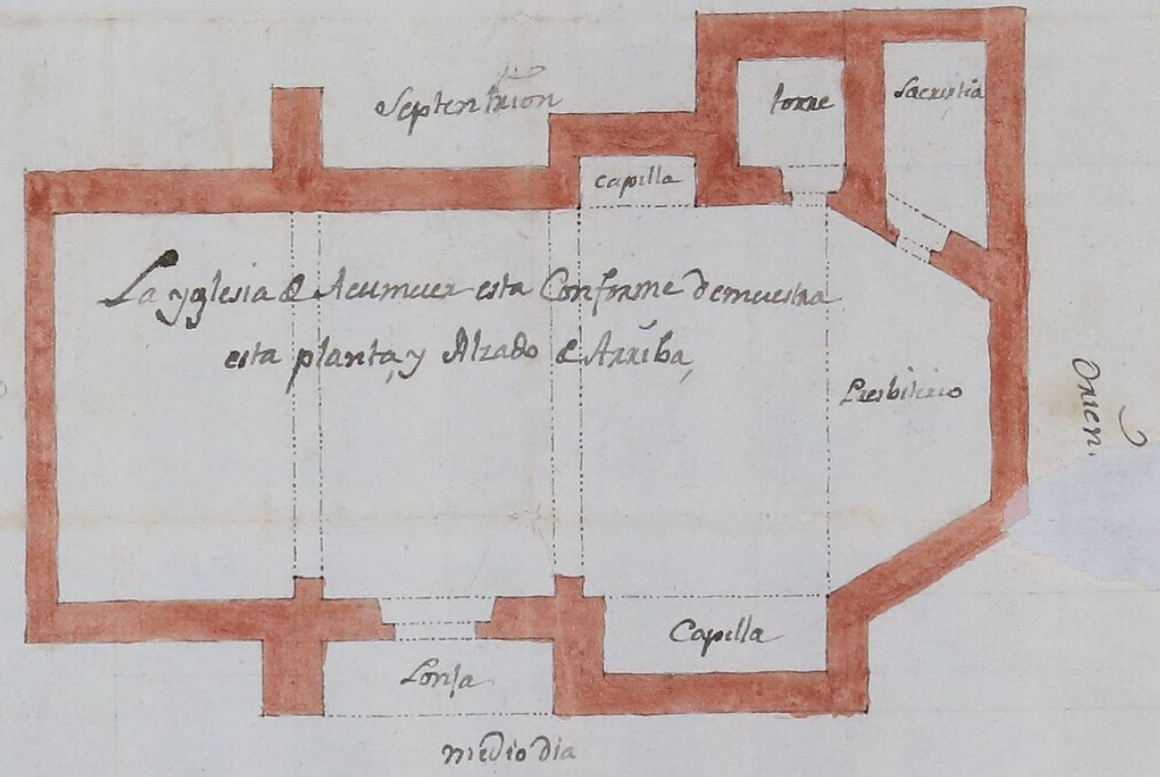 Septentrion
torre
Sacristia
capilla
La yglesia de Acumuer esta Conforme demuestra
esta planta, y Alzado de Arriba,
Presbiterio
Orien.
Capilla
Lonja
medio dia